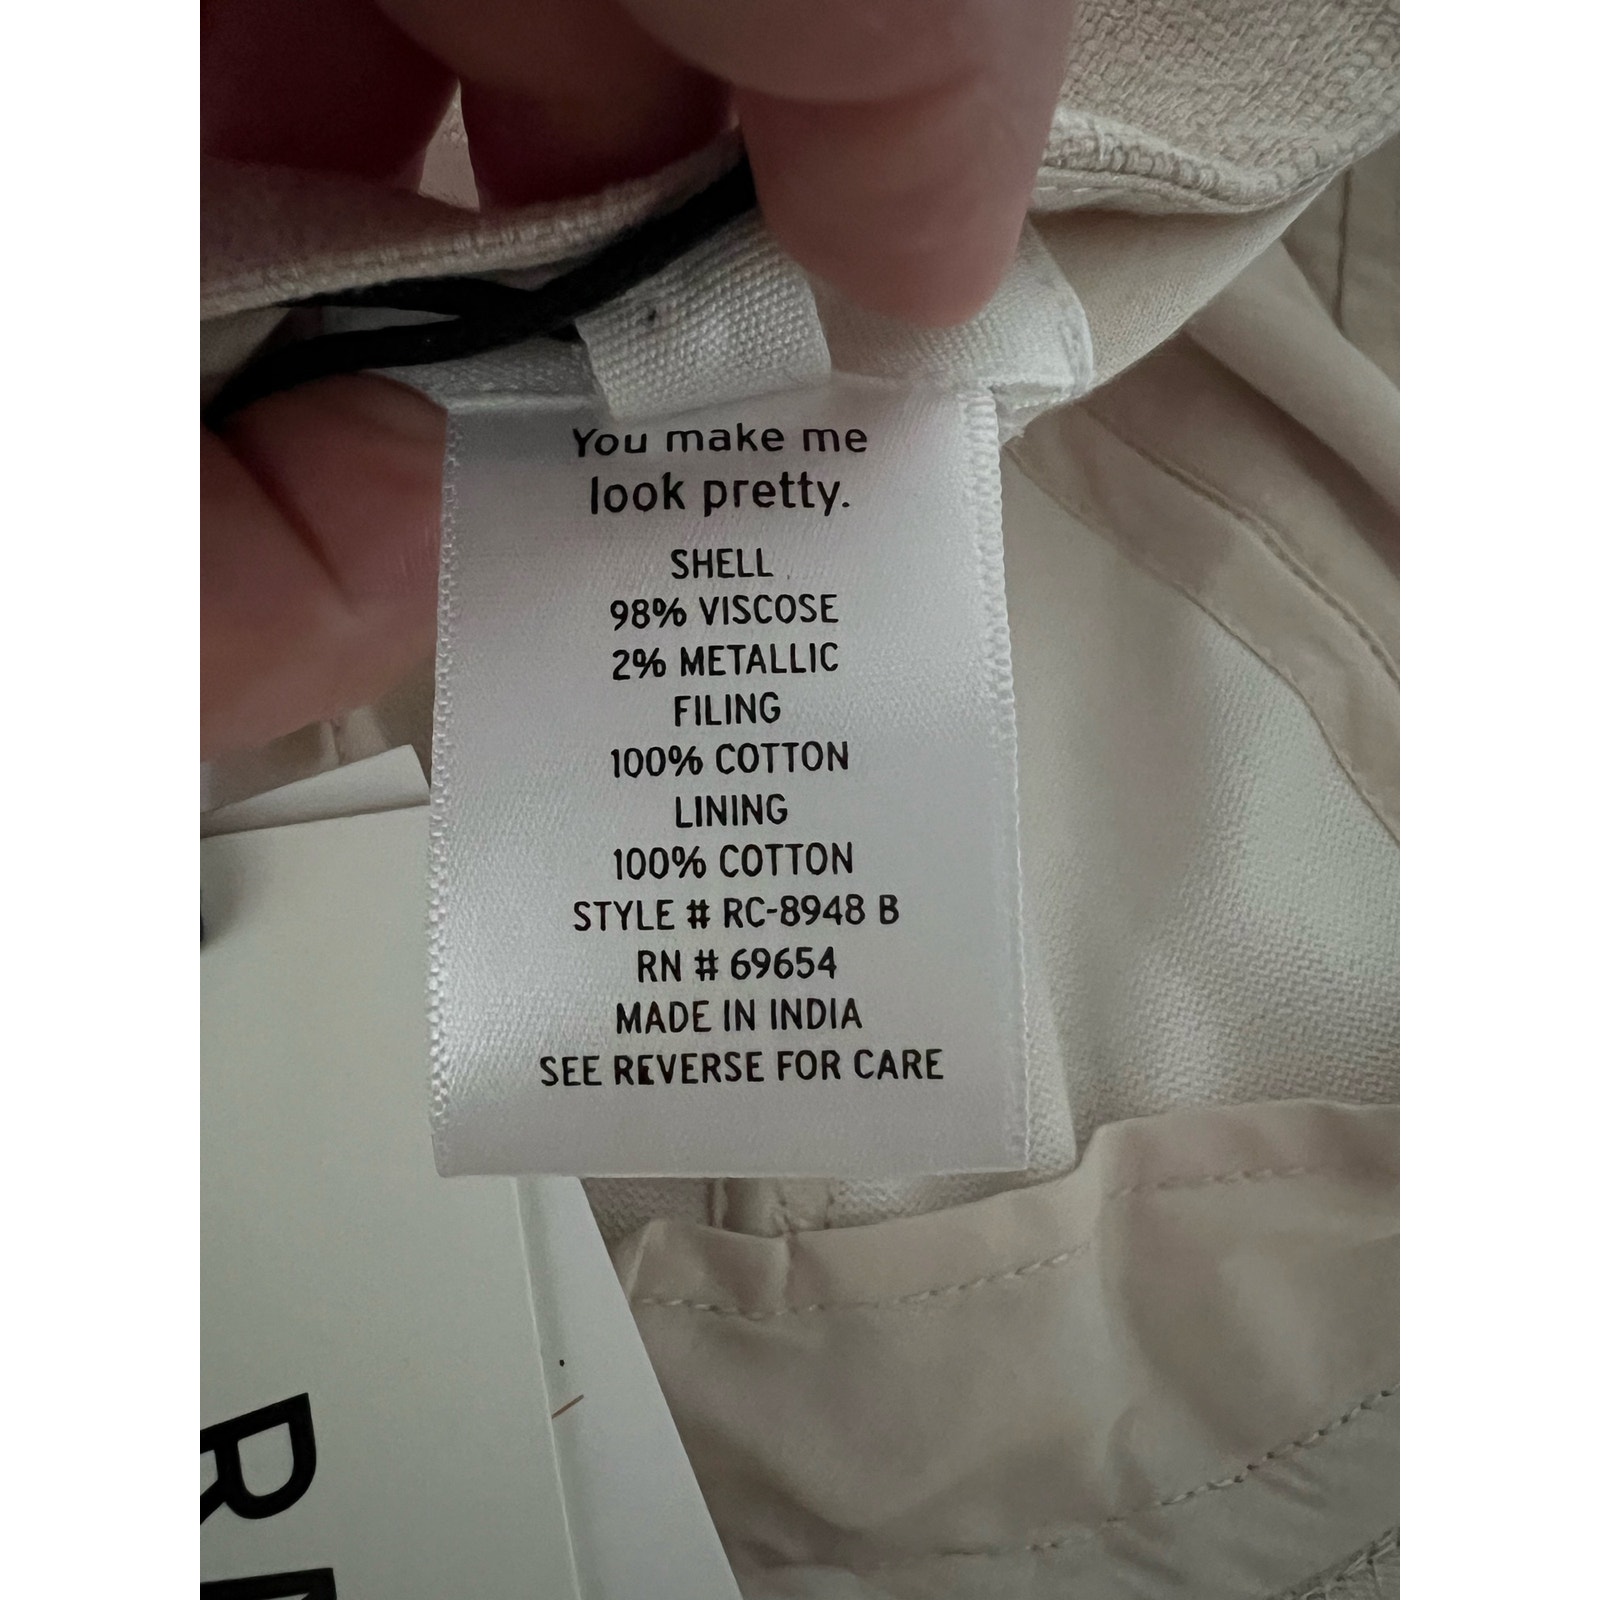 You make me
look pretty.
SHELL
98% VISCOSE
2% METALLIC
FILING
100% COTTON
LINING
100% COTTON
STYLE # RC-8948 B
RN # 69654
MADE IN INDIA
SEE REVERSE FOR CARE